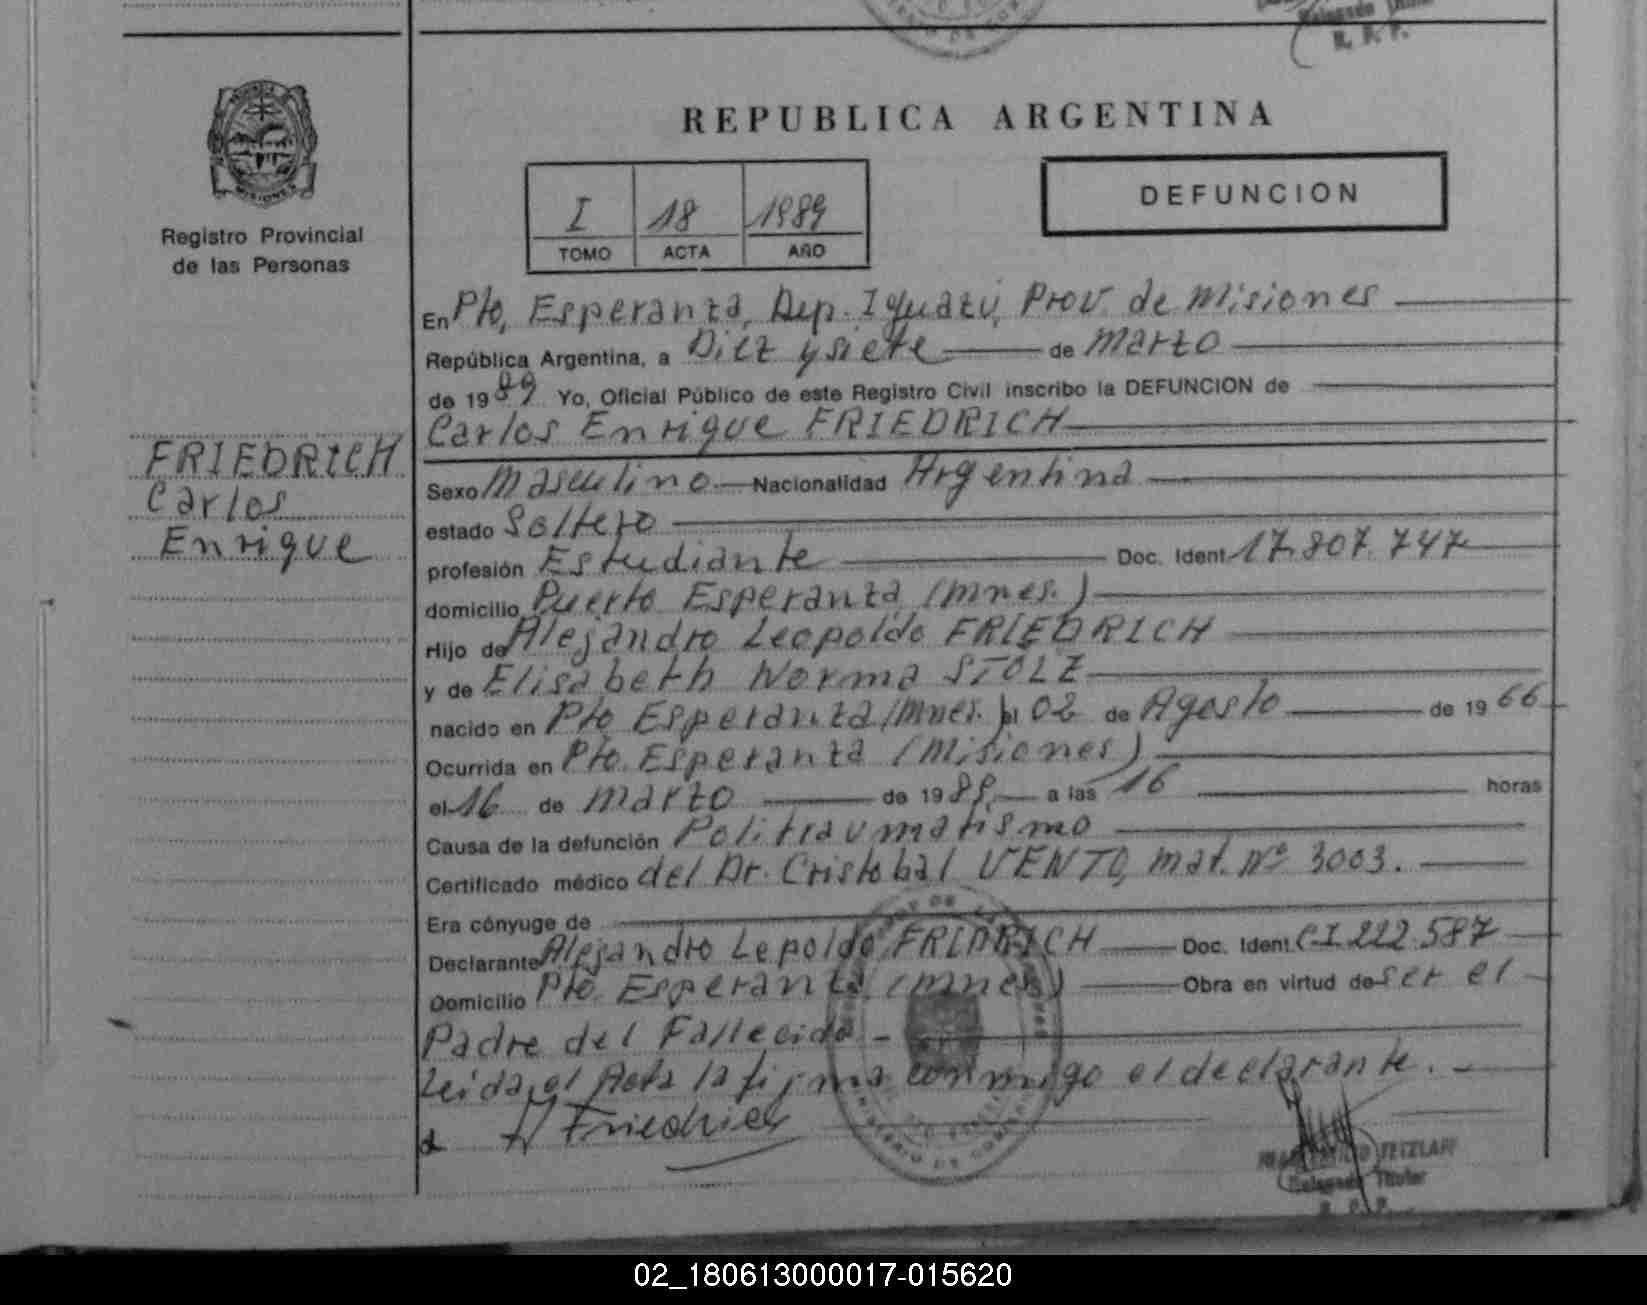 Delegado Titular
R. P. P.
MISIONES
Registro Provincial
de las Personas
REPUBLICA ARGENTINA
I 18 1989
TOMO ACTA AÑO
DEFUNCION
En Pto, Esperanza, Dep. Iguazú, Prov. de Misiones
República Argentina, a Diez y siete de Marzo
de 1989 Yo, Oficial Público de este Registro Civil inscribo la DEFUNCION de
Carlos Enrique FRIEDRICH
FRIEDRICH
Carlos
Enrique
Sexo Masculino Nacionalidad Argentina
estado Soltero
profesión Estudiante Doc. Ident. 17.807.747
domicilio Puerto Esperanza (mnes.)
Hijo de Alejandro Leopoldo FRIEDRICH
y de Elisabeth Norma STOLZ
nacido en Pto Esperanza (Mnes.) el 02 de Agosto de 1966
Ocurrida en Pto. Esperanza (Misiones)
el 16 de Marzo de 1989 a las 16 horas
Causa de la defunción Politraumatismo
Certificado médico del Dr. Cristobal VENTO, mat. Nº 3003.
Era cónyuge de
Declarante Alejandro Lepoldo FRIDRICH Doc. Ident. C.I 222.587
Domicilio Pto. Esperanza (mnes) Obra en virtud de ser el
Padre del Fallecido
Leida el Acta la firma conmigo el declarante.
A Friedrich
Delegado Titular
R. P. P.
02_180613000017-015620